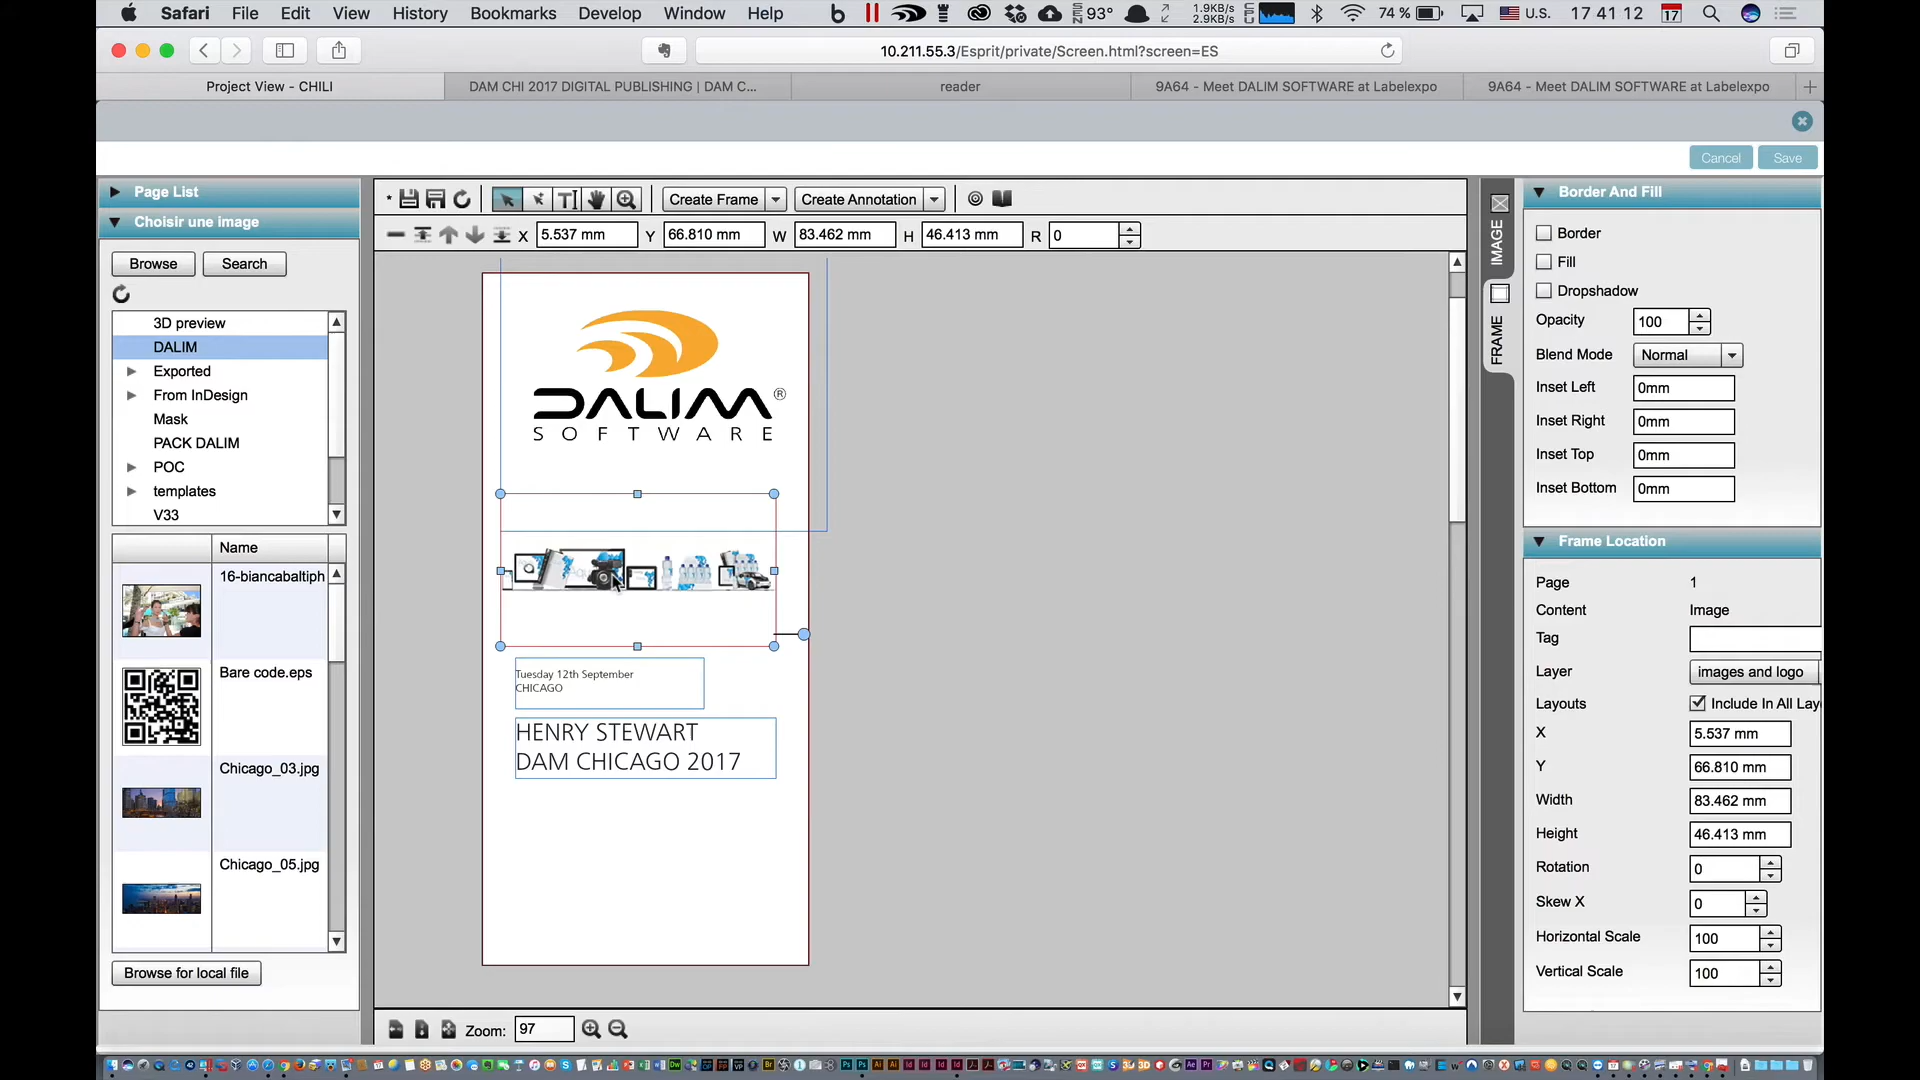 Safari File Edit View History Bookmarks Develop Window Help
93° 1.9KB/s 2.9KB/s 74 % U.S. 17 41 12 17
10.211.55.3/Esprit/private/Screen.html?screen=ES
Project View - CHILI
DAM CHI 2017 DIGITAL PUBLISHING | DAM C...
reader
9A64 - Meet DALIM SOFTWARE at Labelexpo
9A64 - Meet DALIM SOFTWARE at Labelexpo
Cancel Save
Page List
Choisir une image
Browse Search
3D preview
DALIM
Exported
From InDesign
Mask
PACK DALIM
POC
templates
V33
Name
16-biancabaltiph
Bare code.eps
Chicago_03.jpg
Chicago_05.jpg
Browse for local file
Create Frame Create Annotation
X 5.537 mm Y 66.810 mm W 83.462 mm H 46.413 mm R 0
DALIM ®
SOFTWARE
Tuesday 12th September
CHICAGO
HENRY STEWART
DAM CHICAGO 2017
Zoom: 97
IMAGE
FRAME
Border And Fill
Border
Fill
Dropshadow
Opacity 100
Blend Mode Normal
Inset Left 0mm
Inset Right 0mm
Inset Top 0mm
Inset Bottom 0mm
Frame Location
Page 1
Content Image
Tag
Layer images and logo
Layouts Include In All Lay
X 5.537 mm
Y 66.810 mm
Width 83.462 mm
Height 46.413 mm
Rotation 0
Skew X 0
Horizontal Scale 100
Vertical Scale 100